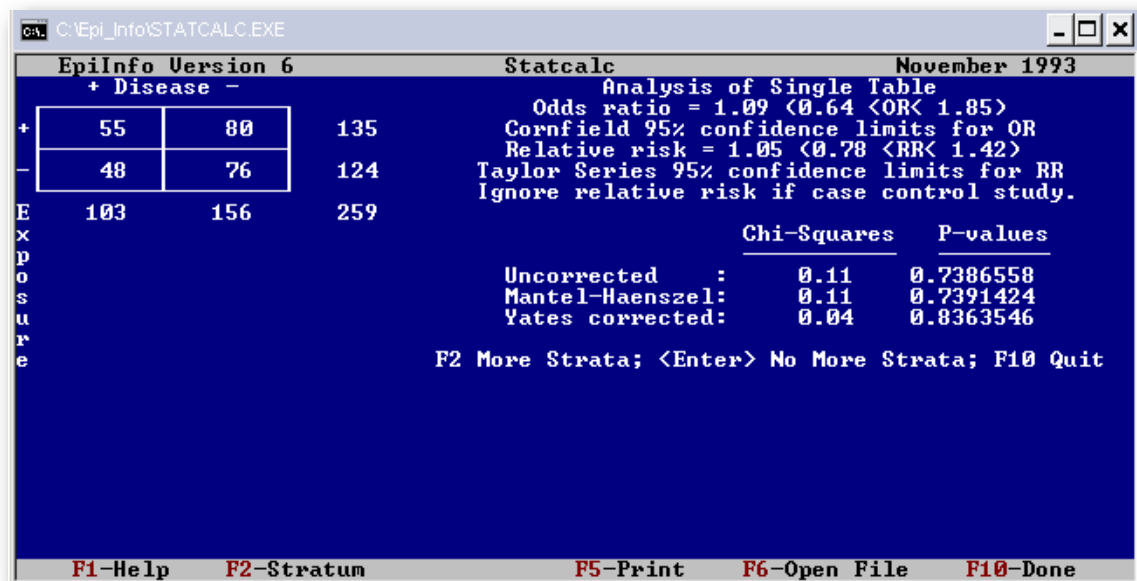 C:\Epi_Info\STATCALC.EXE
EpiInfo Version 6 Statcalc November 1993
+ Disease - Analysis of Single Table
Odds ratio = 1.09 (0.64 <OR< 1.85)
+ 55 80 135 Cornfield 95% confidence limits for OR
Relative risk = 1.05 (0.78 <RR< 1.42)
- 48 76 124 Taylor Series 95% confidence limits for RR
Ignore relative risk if case control study.
E 103 156 259
x Chi-Squares P-values
p
o Uncorrected : 0.11 0.7386558
s Mantel-Haenszel: 0.11 0.7391424
u Yates corrected: 0.04 0.8363546
r
e F2 More Strata; <Enter> No More Strata; F10 Quit
F1-Help F2-Stratum F5-Print F6-Open File F10-Done